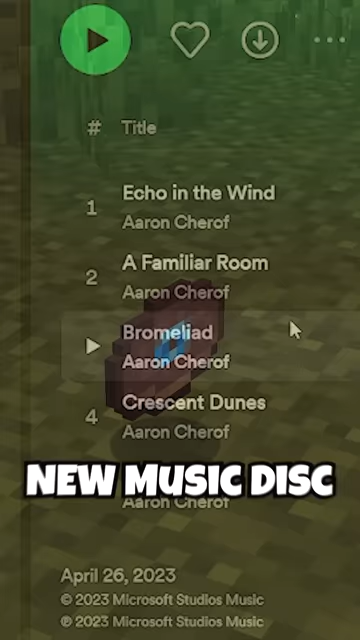 # Title
1 Echo in the Wind
Aaron Cherof
2 A Familiar Room
Aaron Cherof
Bromeliad
Aaron Cherof
4 Crescent Dunes
Aaron Cherof
NEW MUSIC DISC
Aaron Cherof
April 26, 2023
© 2023 Microsoft Studios Music
℗ 2023 Microsoft Studios Music